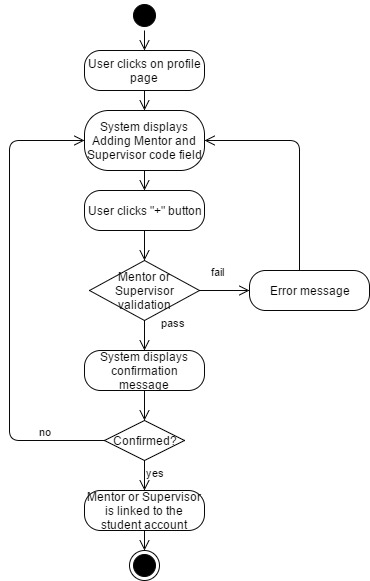 User clicks on profile
page
System displays
Adding Mentor and
Supervisor code field
User clicks "+" button
Mentor or
Supervisor
validation
fail
Error message
pass
System displays
confirmation
message
Confirmed?
no
yes
Mentor or Supervisor
is linked to the
student account